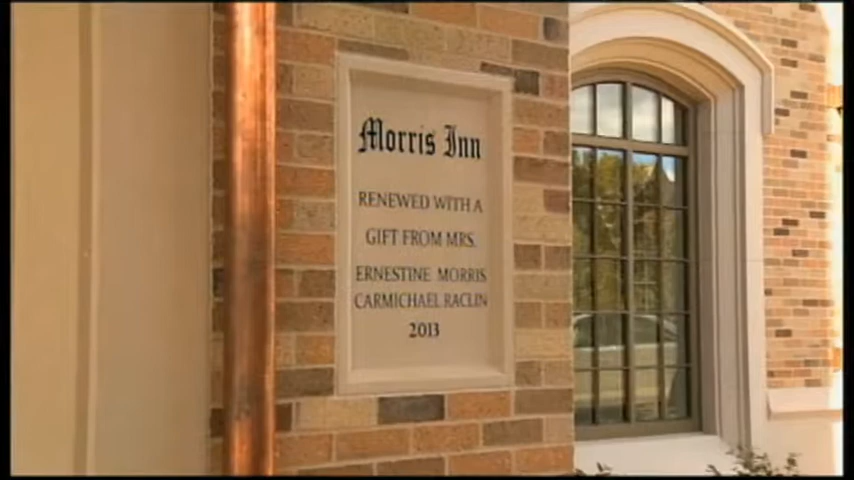 Morris Inn
RENEWED WITH A
GIFT FROM MRS.
ERNESTINE MORRIS
CARMICHAEL RACLIN
2013